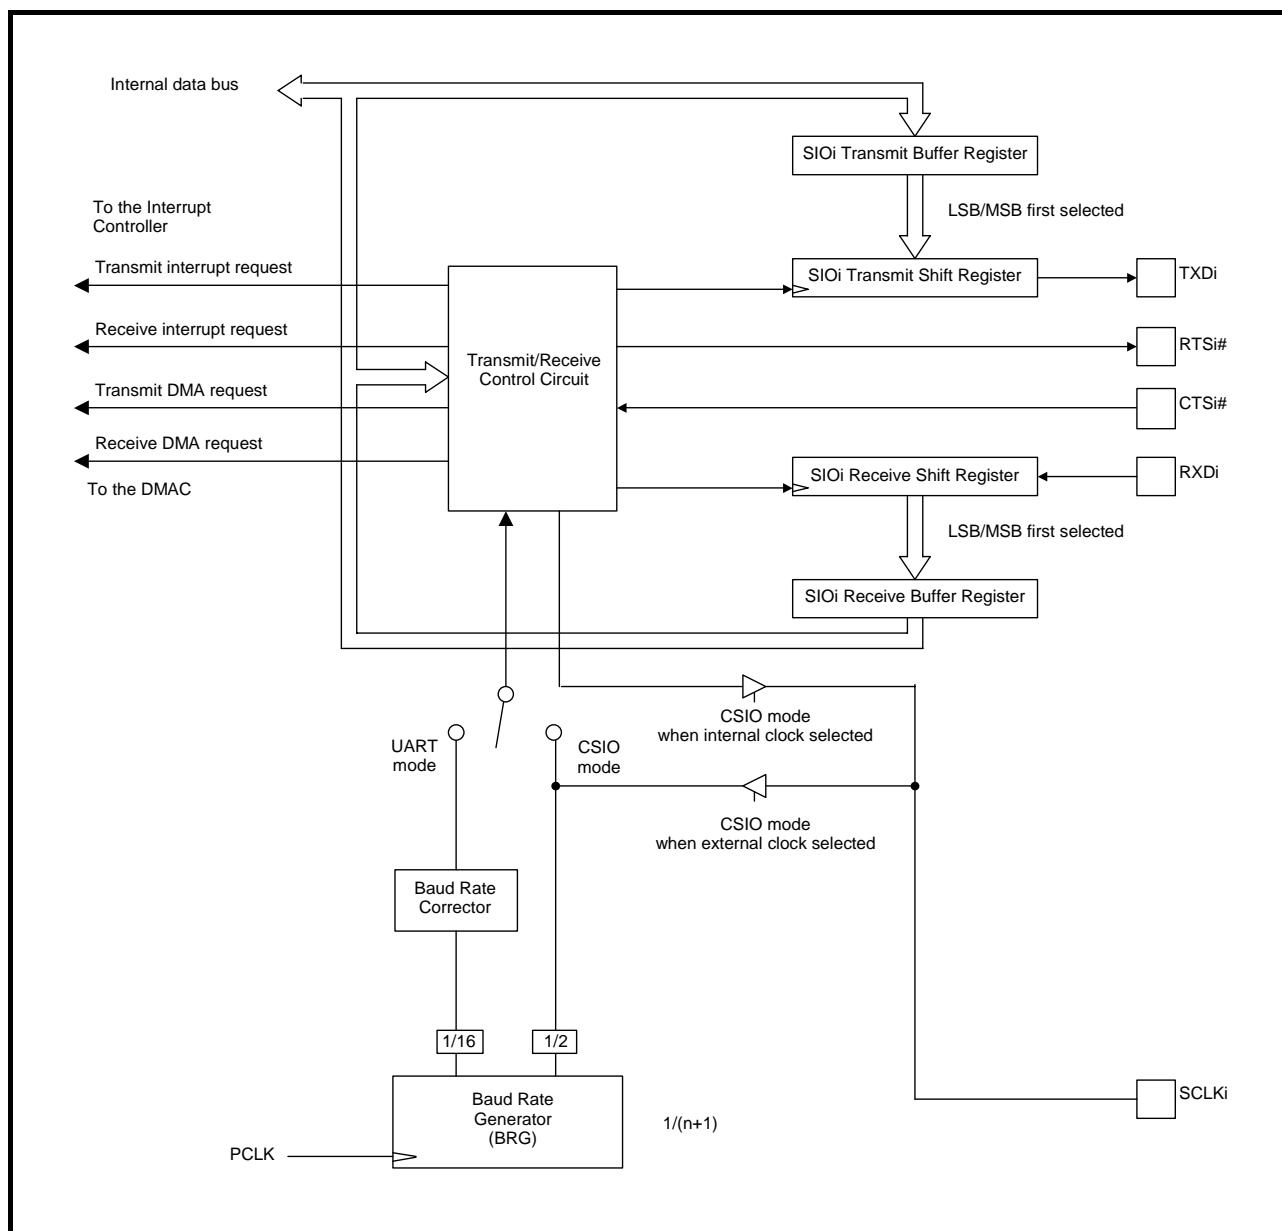 Internal data bus
SIOi Transmit Buffer Register
To the Interrupt
Controller
LSB/MSB first selected
Transmit interrupt request
SIOi Transmit Shift Register
TXDi
Receive interrupt request
RTSi#
Transmit/Receive
Control Circuit
Transmit DMA request
CTSi#
Receive DMA request
SIOi Receive Shift Register
RXDi
To the DMAC
LSB/MSB first selected
SIOi Receive Buffer Register
CSIO mode
when internal clock selected
UART
mode
CSIO
mode
CSIO mode
when external clock selected
Baud Rate
Corrector
1/16
1/2
Baud Rate
Generator
(BRG)
1/(n+1)
SCLKi
PCLK